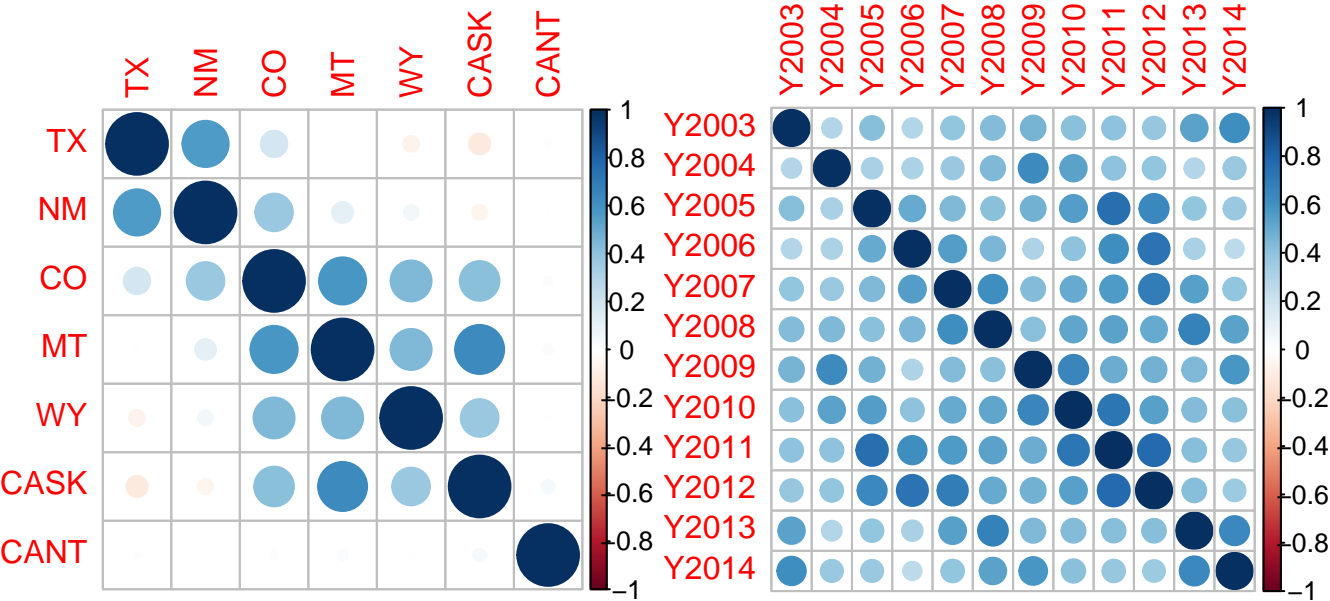 TX NM CO MT WY CASK CANT
TX
NM
CO
MT
WY
CASK
CANT
1
0.8
0.6
0.4
0.2
0
−0.2
−0.4
−0.6
−0.8
−1
Y2003 Y2004 Y2005 Y2006 Y2007 Y2008 Y2009 Y2010 Y2011 Y2012 Y2013 Y2014
Y2003
Y2004
Y2005
Y2006
Y2007
Y2008
Y2009
Y2010
Y2011
Y2012
Y2013
Y2014
1
0.8
0.6
0.4
0.2
0
−0.2
−0.4
−0.6
−0.8
−1